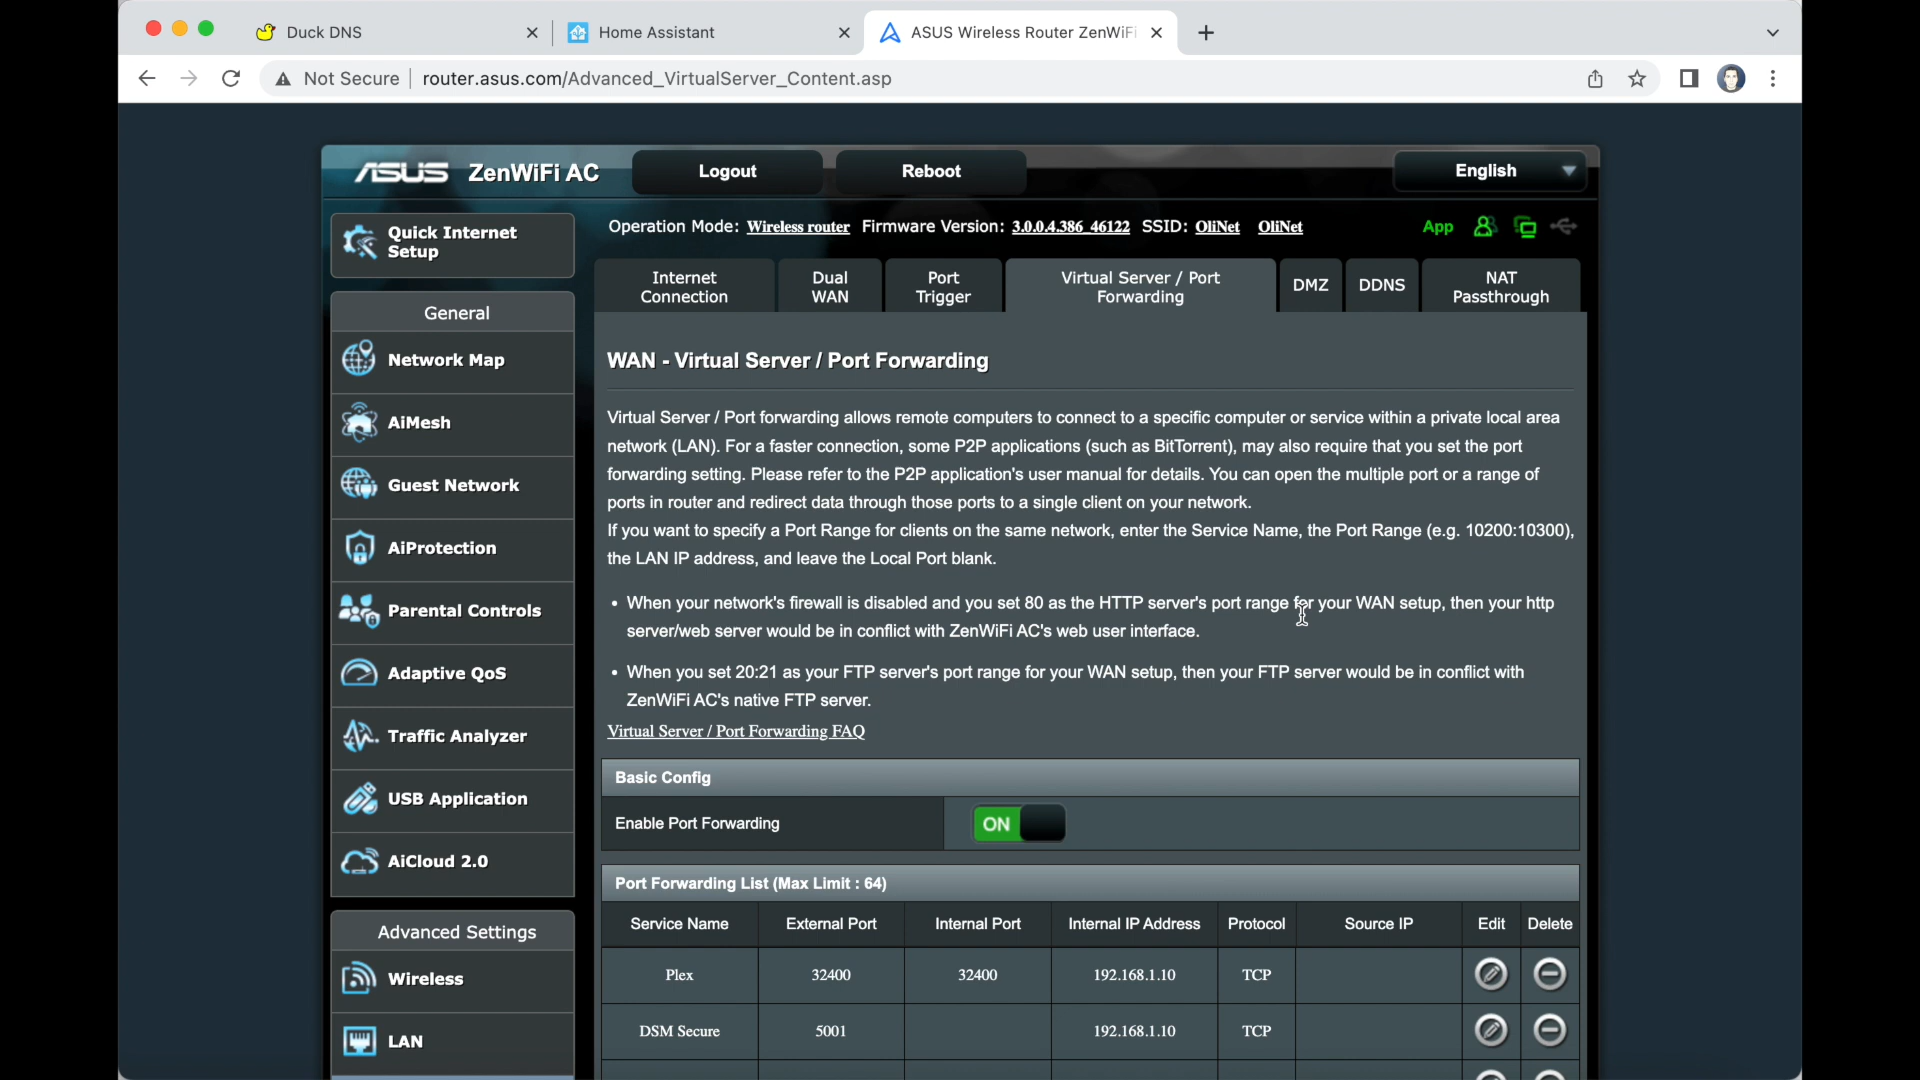 Duck DNS
Home Assistant
ASUS Wireless Router ZenWiFi
Not Secure
router.asus.com/Advanced_VirtualServer_Content.asp
ASUS ZenWiFi AC
Logout
Reboot
English
Quick Internet
Setup
Operation Mode: Wireless router Firmware Version: 3.0.0.4.386_46122 SSID: OliNet OliNet
App
Internet
Connection
Dual
WAN
Port
Trigger
Virtual Server / Port
Forwarding
DMZ
DDNS
NAT
Passthrough
General
Network Map
AiMesh
Guest Network
AiProtection
Parental Controls
Adaptive QoS
Traffic Analyzer
USB Application
AiCloud 2.0
Advanced Settings
Wireless
LAN
WAN - Virtual Server / Port Forwarding
Virtual Server / Port forwarding allows remote computers to connect to a specific computer or service within a private local area
network (LAN). For a faster connection, some P2P applications (such as BitTorrent), may also require that you set the port
forwarding setting. Please refer to the P2P application's user manual for details. You can open the multiple port or a range of
ports in router and redirect data through those ports to a single client on your network.
If you want to specify a Port Range for clients on the same network, enter the Service Name, the Port Range (e.g. 10200:10300),
the LAN IP address, and leave the Local Port blank.
• When your network's firewall is disabled and you set 80 as the HTTP server's port range for your WAN setup, then your http
server/web server would be in conflict with ZenWiFi AC's web user interface.
• When you set 20:21 as your FTP server's port range for your WAN setup, then your FTP server would be in conflict with
ZenWiFi AC's native FTP server.
Virtual Server / Port Forwarding FAQ
Basic Config
Enable Port Forwarding
ON
Port Forwarding List (Max Limit : 64)
Service Name External Port Internal Port Internal IP Address Protocol Source IP Edit Delete
Plex 32400 32400 192.168.1.10 TCP
DSM Secure 5001 192.168.1.10 TCP